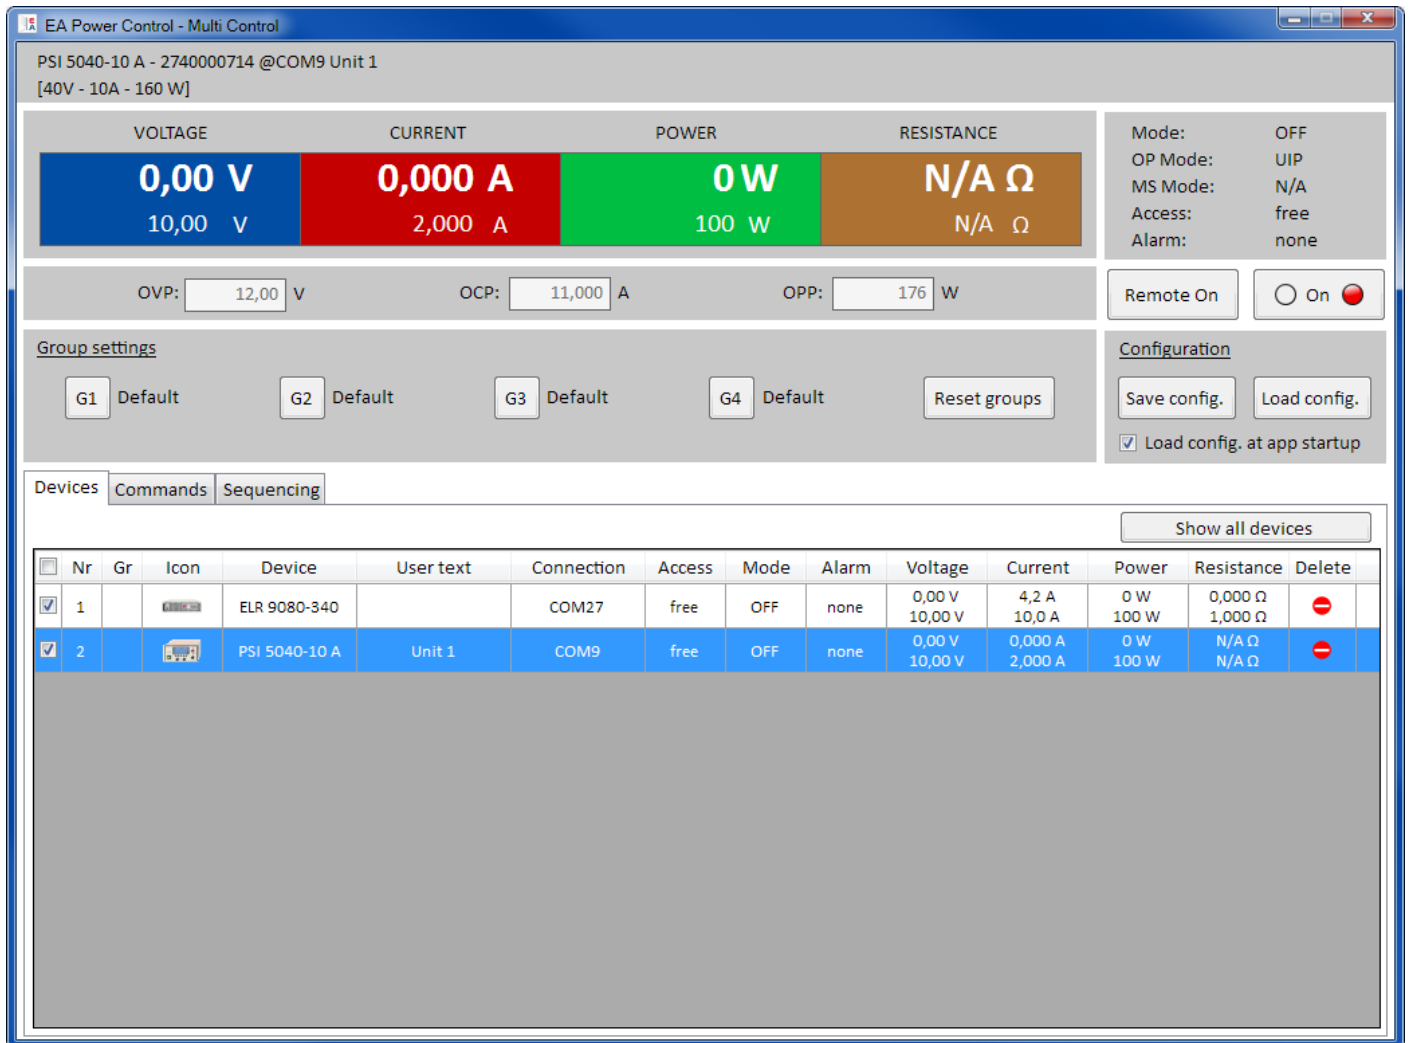 EA Power Control - Multi Control
PSI 5040-10 A - 2740000714 @COM9 Unit 1
[40V - 10A - 160 W]
VOLTAGE CURRENT POWER RESISTANCE
0,00 V 0,000 A 0 W N/A Ω
10,00 V 2,000 A 100 W N/A Ω
Mode: OFF
OP Mode: UIP
MS Mode: N/A
Access: free
Alarm: none
OVP: 12,00 V OCP: 11,000 A OPP: 176 W
Remote On On
Group settings
G1 Default G2 Default G3 Default G4 Default Reset groups
Configuration
Save config. Load config.
Load config. at app startup
Devices Commands Sequencing
Show all devices
Nr Gr Icon Device User text Connection Access Mode Alarm Voltage Current Power Resistance Delete
1 ELR 9080-340 COM27 free OFF none 0,00 V 4,2 A 0 W 0,000 Ω
10,00 V 10,0 A 100 W 1,000 Ω
2 PSI 5040-10 A Unit 1 COM9 free OFF none 0,00 V 0,000 A 0 W N/A Ω
10,00 V 2,000 A 100 W N/A Ω